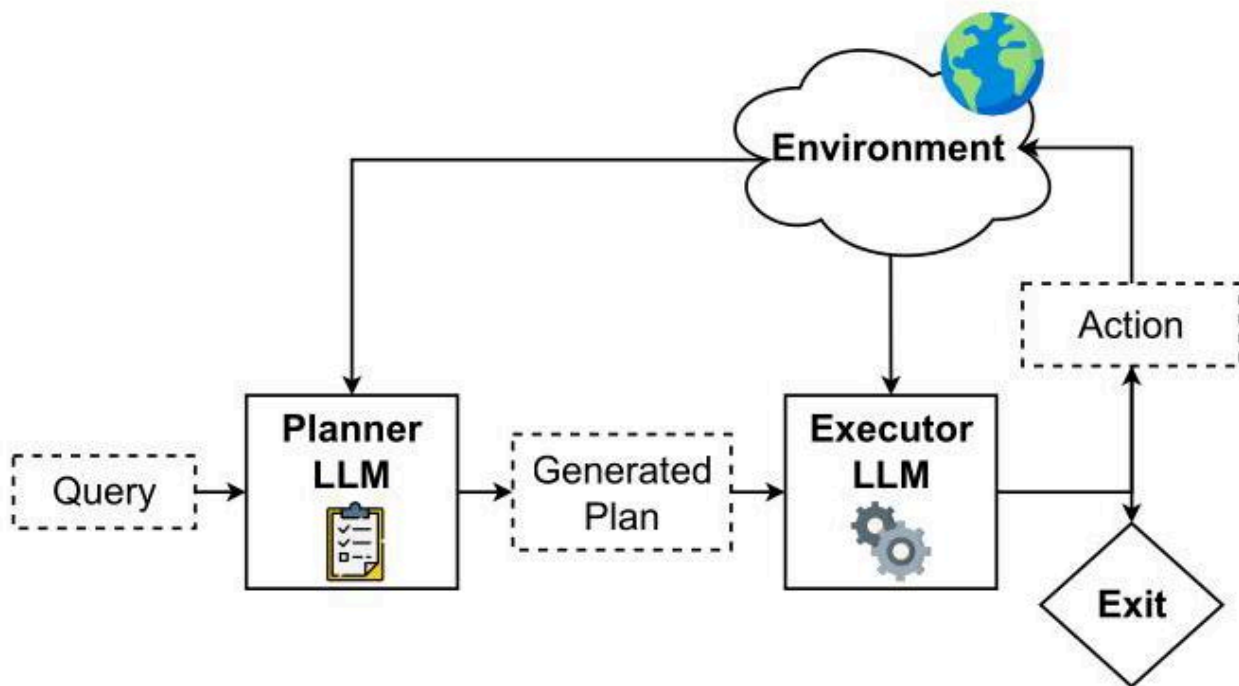 Environment
Action
Planner
LLM
Executor
LLM
Query
Generated
Plan
Exit